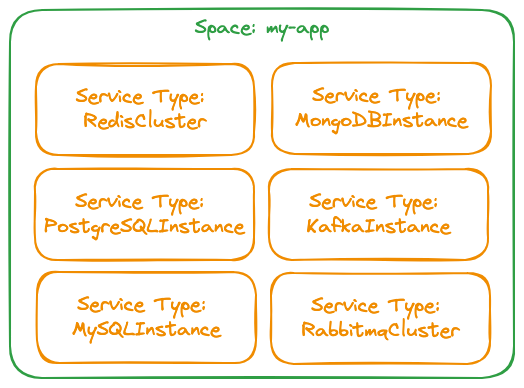 Space: my-app
Service Type:
RedisCluster
Service Type:
MongoDBInstance
Service Type:
PostgreSQLInstance
Service Type:
KafkaInstance
Service Type:
MySQLInstance
Service Type:
RabbitmqCluster